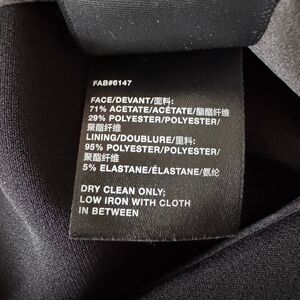 FAB#6147
FACE/DEVANT/面料:
71% ACETATE/ACÉTATE/醋酯纤维
29% POLYESTER/POLYESTER/
聚酯纤维
LINING/DOUBLURE/里料:
95% POLYESTER/POLYESTER/
聚酯纤维
5% ELASTANE/ÉLASTANE/氨纶
DRY CLEAN ONLY;
LOW IRON WITH CLOTH
IN BETWEEN